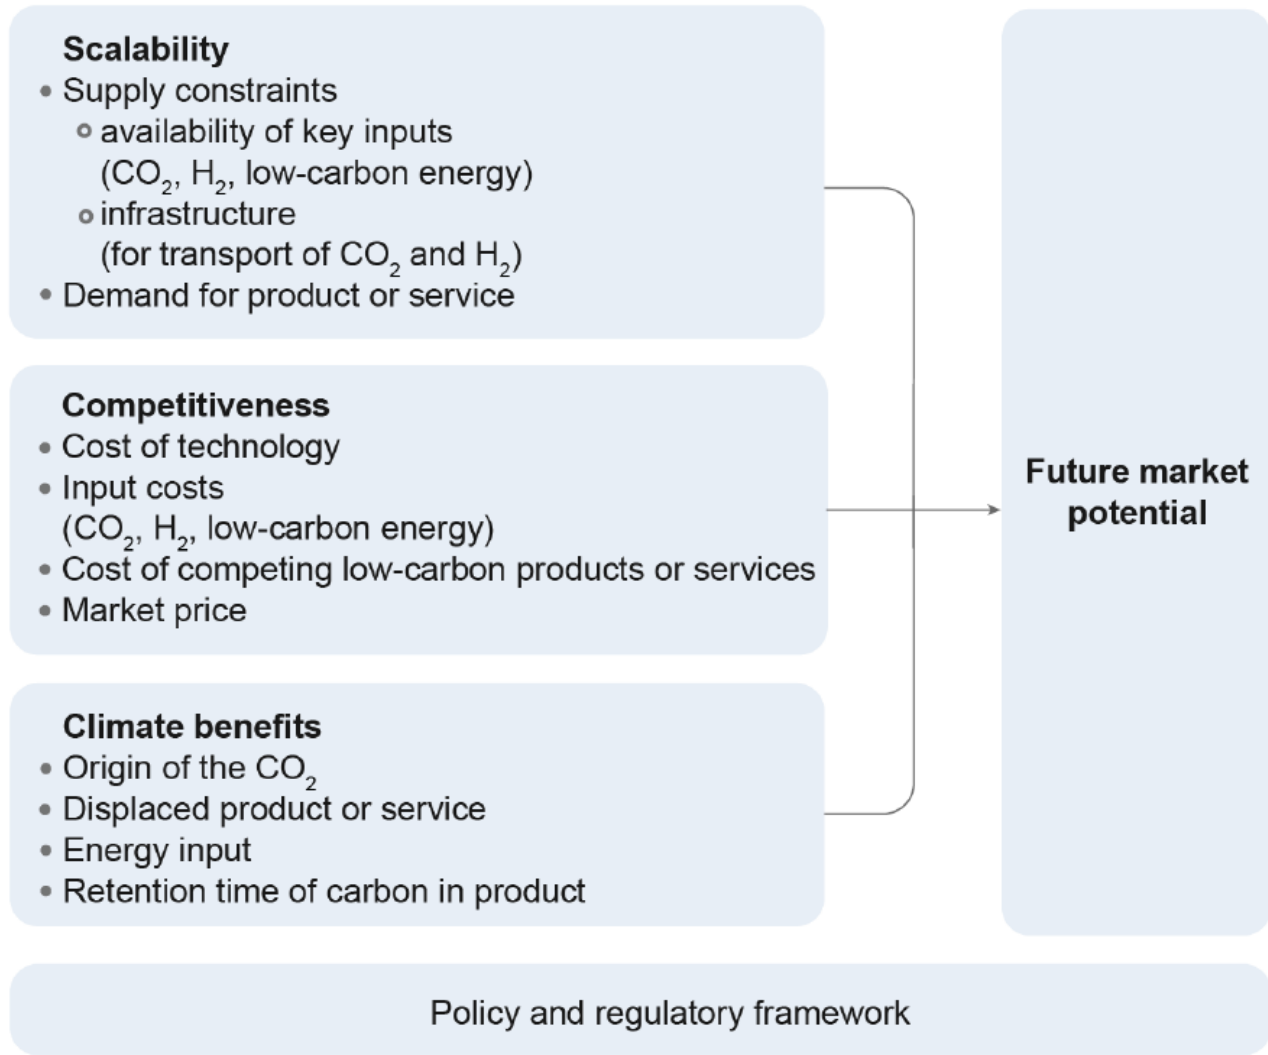 Scalability
• Supply constraints
o availability of key inputs
(CO₂, H₂, low-carbon energy)
o infrastructure
(for transport of CO₂ and H₂)
• Demand for product or service
Competitiveness
• Cost of technology
• Input costs
(CO₂, H₂, low-carbon energy)
• Cost of competing low-carbon products or services
• Market price
Climate benefits
• Origin of the CO₂
• Displaced product or service
• Energy input
• Retention time of carbon in product
Future market
potential
Policy and regulatory framework